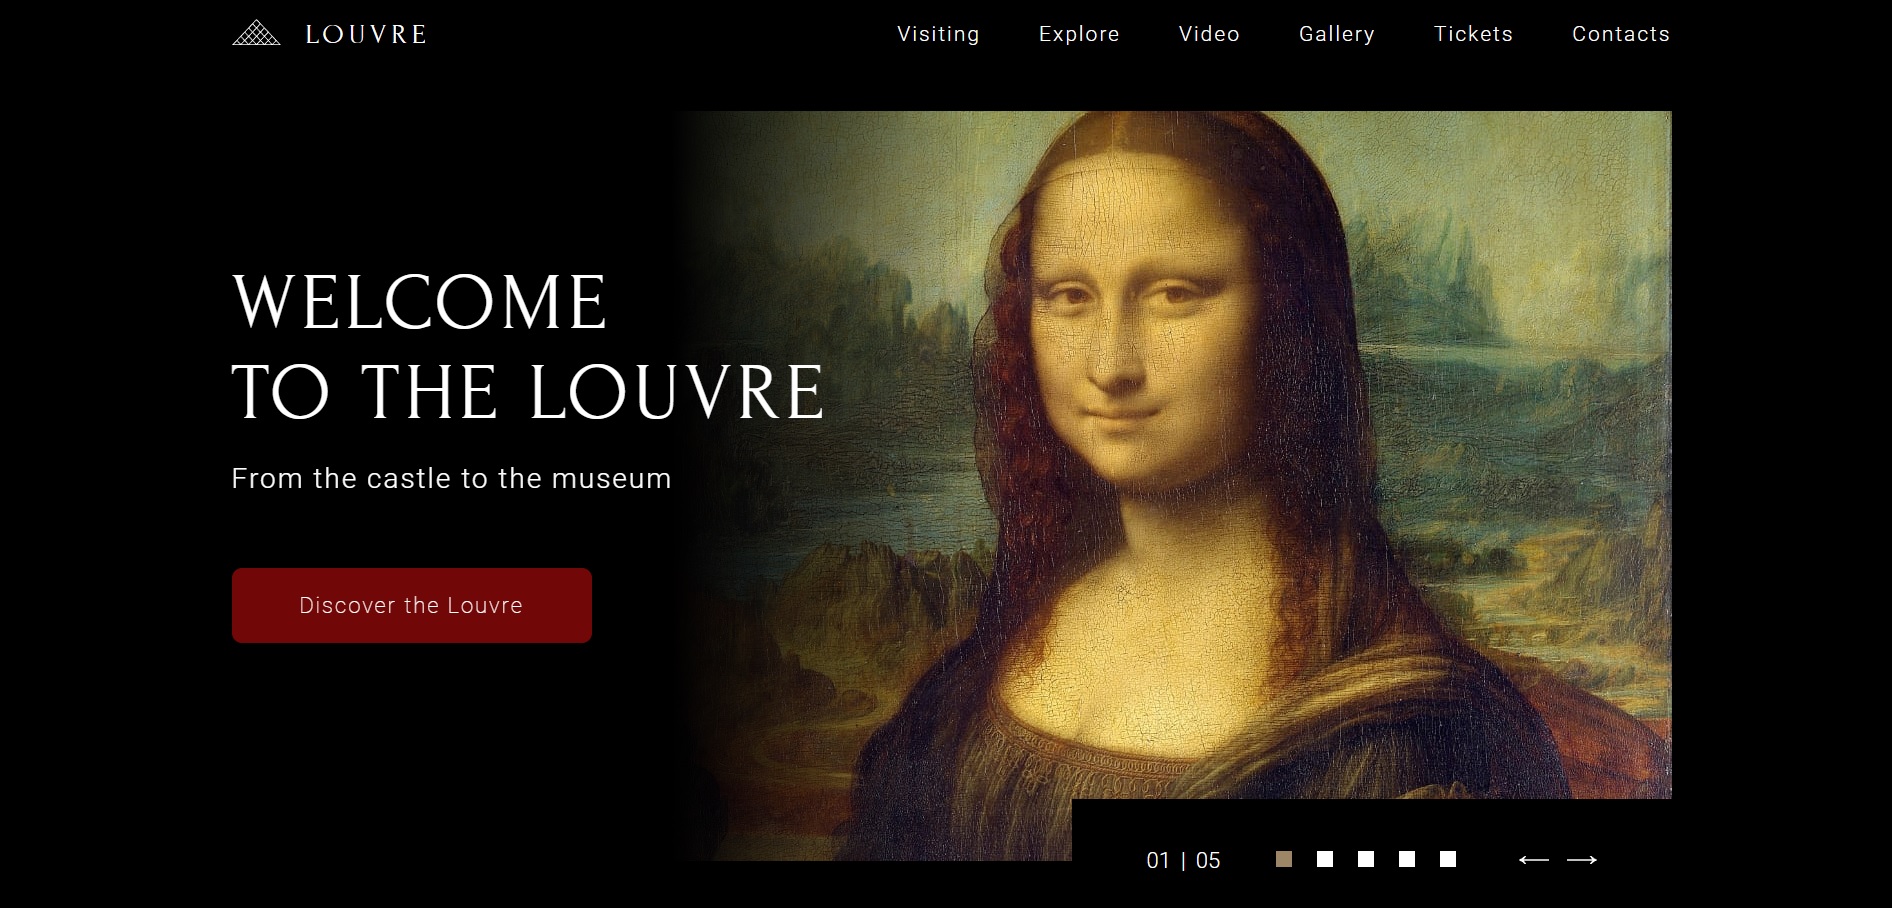 LOUVRE
Visiting Explore Video Gallery Tickets Contacts
WELCOME
TO THE LOUVRE
From the castle to the museum
Discover the Louvre
01 | 05